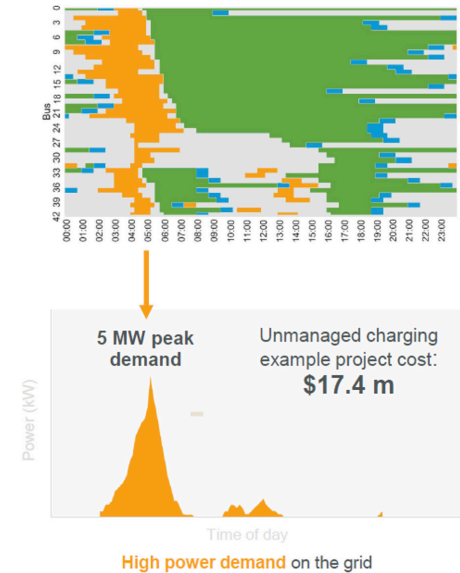 Bus
0
3
6
9
12
15
18
21
24
27
30
33
36
39
42
00:00 01:00 02:00 03:00 04:00 05:00 06:00 07:00 08:00 09:00 10:00 11:00 12:00 13:00 14:00 15:00 16:00 17:00 18:00 19:00 20:00 21:00 22:00 23:00
5 MW peak
demand
Unmanaged charging
example project cost:
$17.4 m
Power (kW)
Time of day
High power demand on the grid